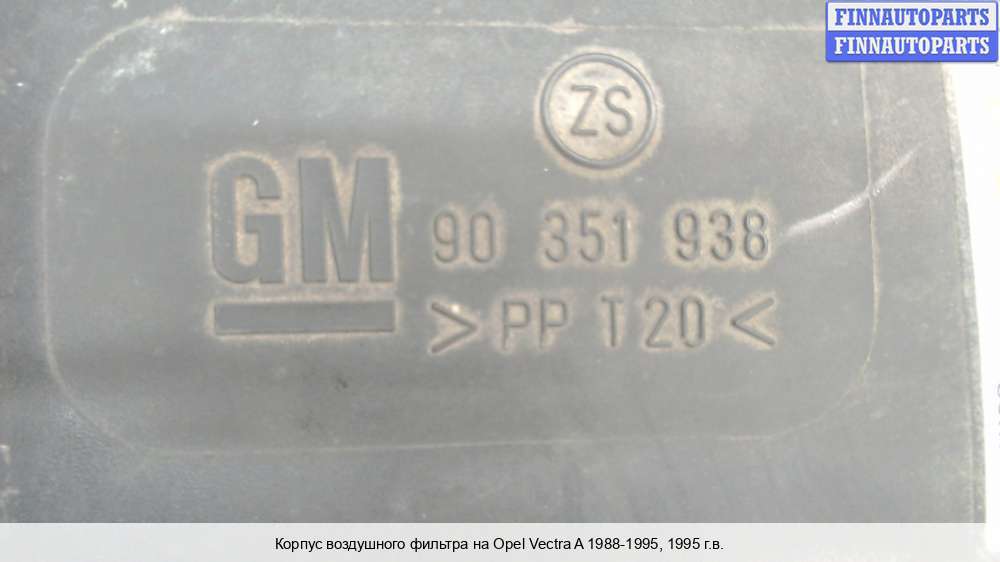 FINNAUTOPARTS
FINNAUTOPARTS
ZS
GM
90 351 938
>PP T20<
Корпус воздушного фильтра на Opel Vectra A 1988-1995, 1995 г.в.